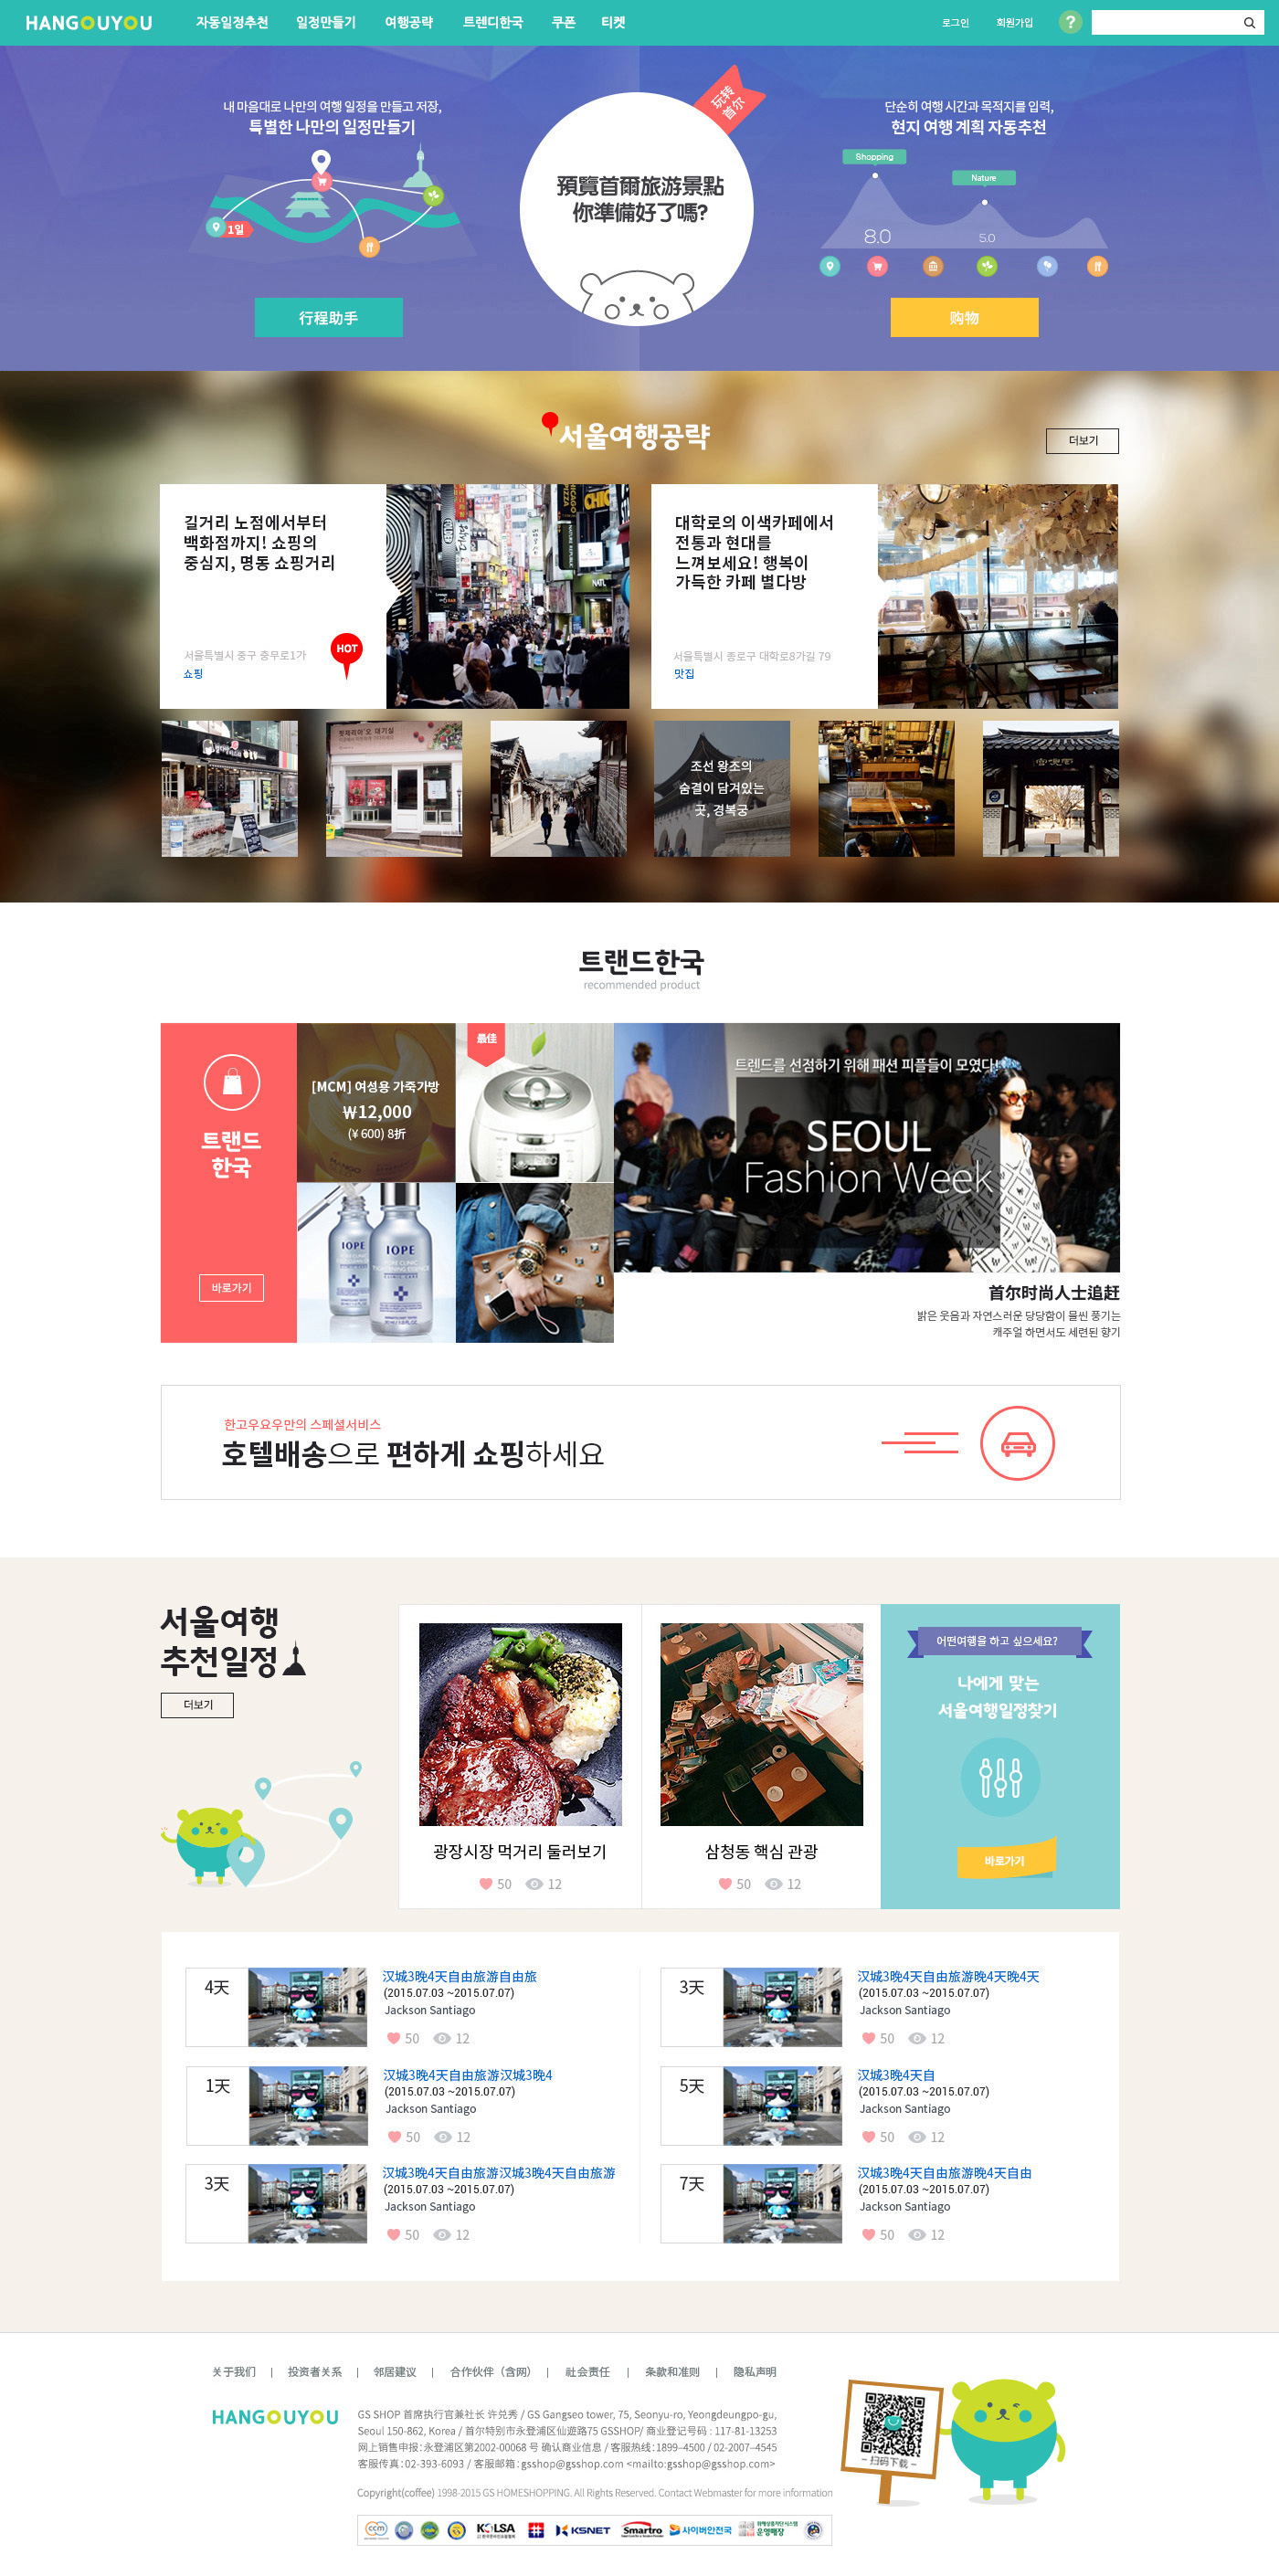 HANGOUYOU
자동일정추천 일정만들기 여행공략 트렌디한국 쿠폰 티켓
로그인 회원가입 ?
내 마음대로 나만의 여행 일정을 만들고 저장,
특별한 나만의 일정만들기
1일
行程助手
玩转
首尔
預覽首爾旅游景點
你準備好了嗎?
단순히 여행 시간과 목적지를 입력,
현지 여행 계획 자동추천
Shopping
Nature
8.0
5.0
购物
서울여행공략
더보기
길거리 노점에서부터
백화점까지! 쇼핑의
중심지, 명동 쇼핑거리
서울특별시 중구 충무로1가
쇼핑
HOT
대학로의 이색카페에서
전통과 현대를
느껴보세요! 행복이
가득한 카페 별다방
서울특별시 종로구 대학로8가길 79
맛집
조선 왕조의
숨결이 담겨있는
곳, 경복궁
트랜드한국
recommended product
트랜드
한국
바로가기
[MCM] 여성용 가죽가방
₩12,000
(¥ 600) 8折
最佳
IOPE
IOPE
트렌드를 선점하기 위해 패션 피플들이 모였다!
SEOUL
Fashion Week
首尔时尚人士追赶
밝은 웃음과 자연스러운 당당함이 물씬 풍기는
캐주얼 하면서도 세련된 향기
한고우요우만의 스페셜서비스
호텔배송으로 편하게 쇼핑하세요
서울여행
추천일정
더보기
광장시장 먹거리 둘러보기
50 12
삼청동 핵심 관광
50 12
어떤여행을 하고 싶으세요?
나에게 맞는
서울여행일정찾기
바로가기
4天
汉城3晚4天自由旅游自由旅
(2015.07.03 ~2015.07.07)
Jackson Santiago
50 12
3天
汉城3晚4天自由旅游晚4天晚4天
(2015.07.03 ~2015.07.07)
Jackson Santiago
50 12
1天
汉城3晚4天自由旅游汉城3晚4
(2015.07.03 ~2015.07.07)
Jackson Santiago
50 12
5天
汉城3晚4天自
(2015.07.03 ~2015.07.07)
Jackson Santiago
50 12
3天
汉城3晚4天自由旅游汉城3晚4天自由旅游
(2015.07.03 ~2015.07.07)
Jackson Santiago
50 12
7天
汉城3晚4天自由旅游晚4天自由
(2015.07.03 ~2015.07.07)
Jackson Santiago
50 12
关于我们 | 投资者关系 | 邻居建议 | 合作伙伴（含网） | 社会责任 | 条款和准则 | 隐私声明
HANGOUYOU
GS SHOP 首席执行官兼社长 许兑秀 / GS Gangseo tower, 75, Seonyu-ro, Yeongdeungpo-gu,
Seoul 150-862, Korea / 首尔特别市永登浦区仙遊路75 GSSHOP/ 商业登记号码 : 117-81-13253
网上销售申报:永登浦区第2002-00068 号 确认商业信息 / 客服热线:1899–4500 / 02-2007–4545
客服传真:02-393-6093 / 客服邮箱:gsshop@gsshop.com <mailto:gsshop@gsshop.com>
Copyright(coffee) 1998-2015 GS HOMESHOPPING. All Rights Reserved. Contact Webmaster for more information
扫码下载
ccm KOLSA KSNET Smartro 사이버안전국 운영매장